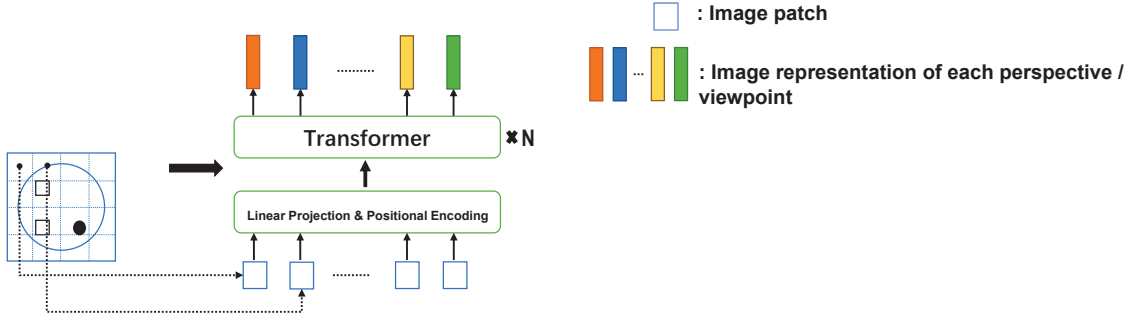 : Image patch
: Image representation of each perspective /
viewpoint
Transformer
✖ N
Linear Projection & Positional Encoding